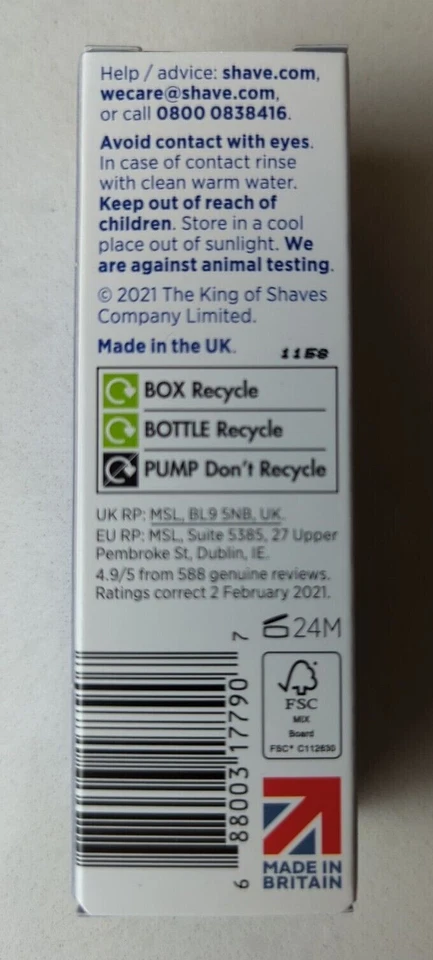 Help / advice: shave.com,
wecare@shave.com,
or call 0800 0838416.
Avoid contact with eyes.
In case of contact rinse
with clean warm water.
Keep out of reach of
children. Store in a cool
place out of sunlight. We
are against animal testing.
© 2021 The King of Shaves
Company Limited.
Made in the UK.
1158
BOX Recycle
BOTTLE Recycle
PUMP Don't Recycle
UK RP: MSL, BL9 5NB, UK.
EU RP: MSL, Suite 5385, 27 Upper
Pembroke St, Dublin, IE.
4.9/5 from 588 genuine reviews.
Ratings correct 2 February 2021.
24M
FSC
MIX
Board
FSC® C112830
6 88003 17790 7
MADE IN
BRITAIN